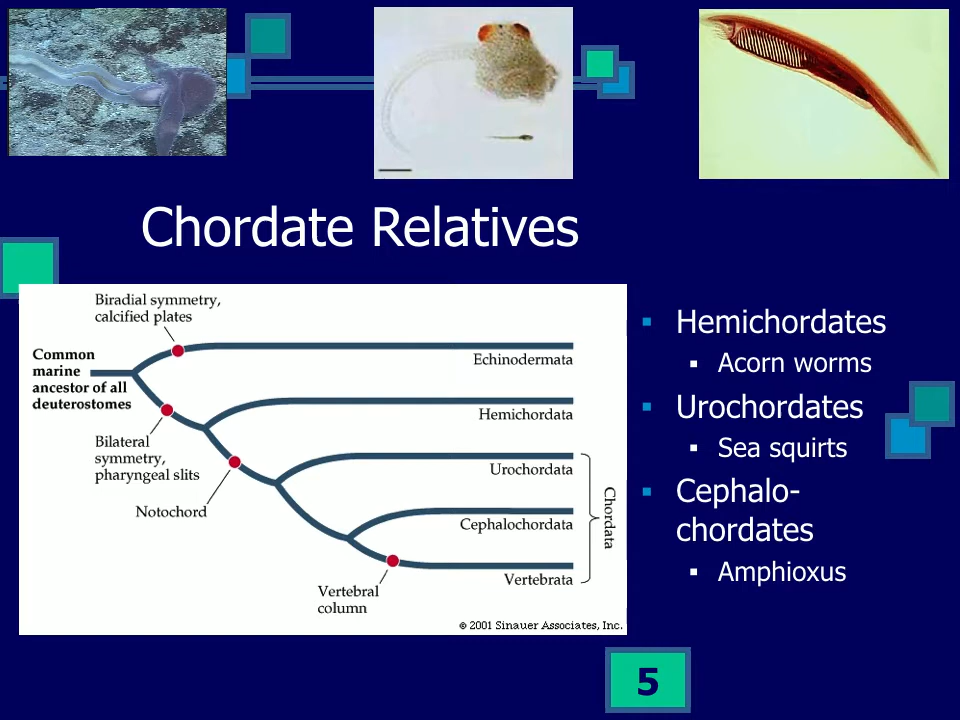 Chordate Relatives
Biradial symmetry,
calcified plates
Common
marine
ancestor of all
deuterostomes
Echinodermata
Hemichordata
Bilateral
symmetry,
pharyngeal slits
Urochordata
Notochord
Cephalochordata
Chordata
Vertebrata
Vertebral
column
© 2001 Sinauer Associates, Inc.
▪ Hemichordates
▪ Acorn worms
▪ Urochordates
▪ Sea squirts
▪ Cephalo-
chordates
▪ Amphioxus
5